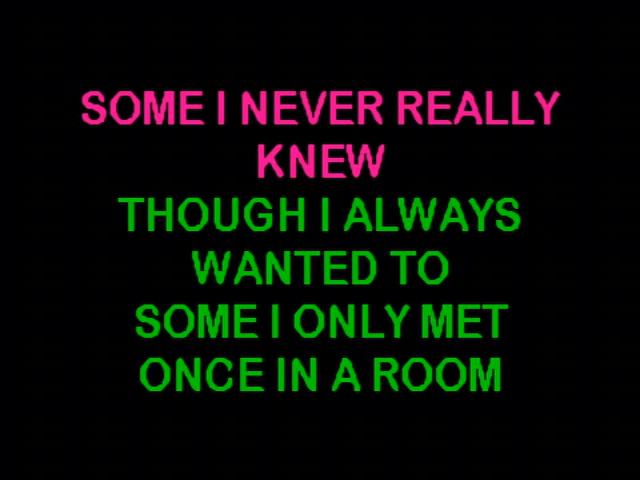 SOME I NEVER REALLY
KNEW
THOUGH I ALWAYS
WANTED TO
SOME I ONLY MET
ONCE IN A ROOM